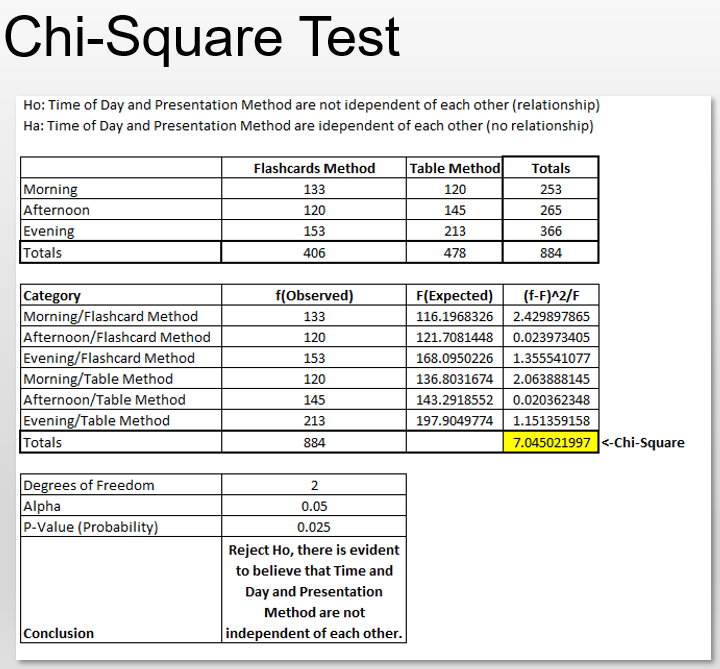 Chi-Square Test
Ho: Time of Day and Presentation Method are not idependent of each other (relationship)
Ha: Time of Day and Presentation Method are idependent of each other (no relationship)
Flashcards Method Table Method Totals
Morning 133 120 253
Afternoon 120 145 265
Evening 153 213 366
Totals 406 478 884
Category f(Observed) F(Expected) (f-F)^2/F
Morning/Flashcard Method 133 116.1968326 2.429897865
Afternoon/Flashcard Method 120 121.7081448 0.023973405
Evening/Flashcard Method 153 168.0950226 1.355541077
Morning/Table Method 120 136.8031674 2.063888145
Afternoon/Table Method 145 143.2918552 0.020362348
Evening/Table Method 213 197.9049774 1.151359158
Totals 884 7.045021997 <-Chi-Square
Degrees of Freedom 2
Alpha 0.05
P-Value (Probability) 0.025
Reject Ho, there is evident
to believe that Time and
Day and Presentation
Method are not
Conclusion independent of each other.